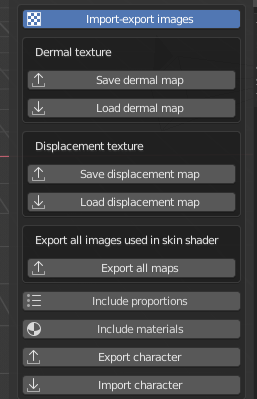 Import-export images
Dermal texture
Save dermal map
Load dermal map
Displacement texture
Save displacement map
Load displacement map
Export all images used in skin shader
Export all maps
Include proportions
Include materials
Export character
Import character